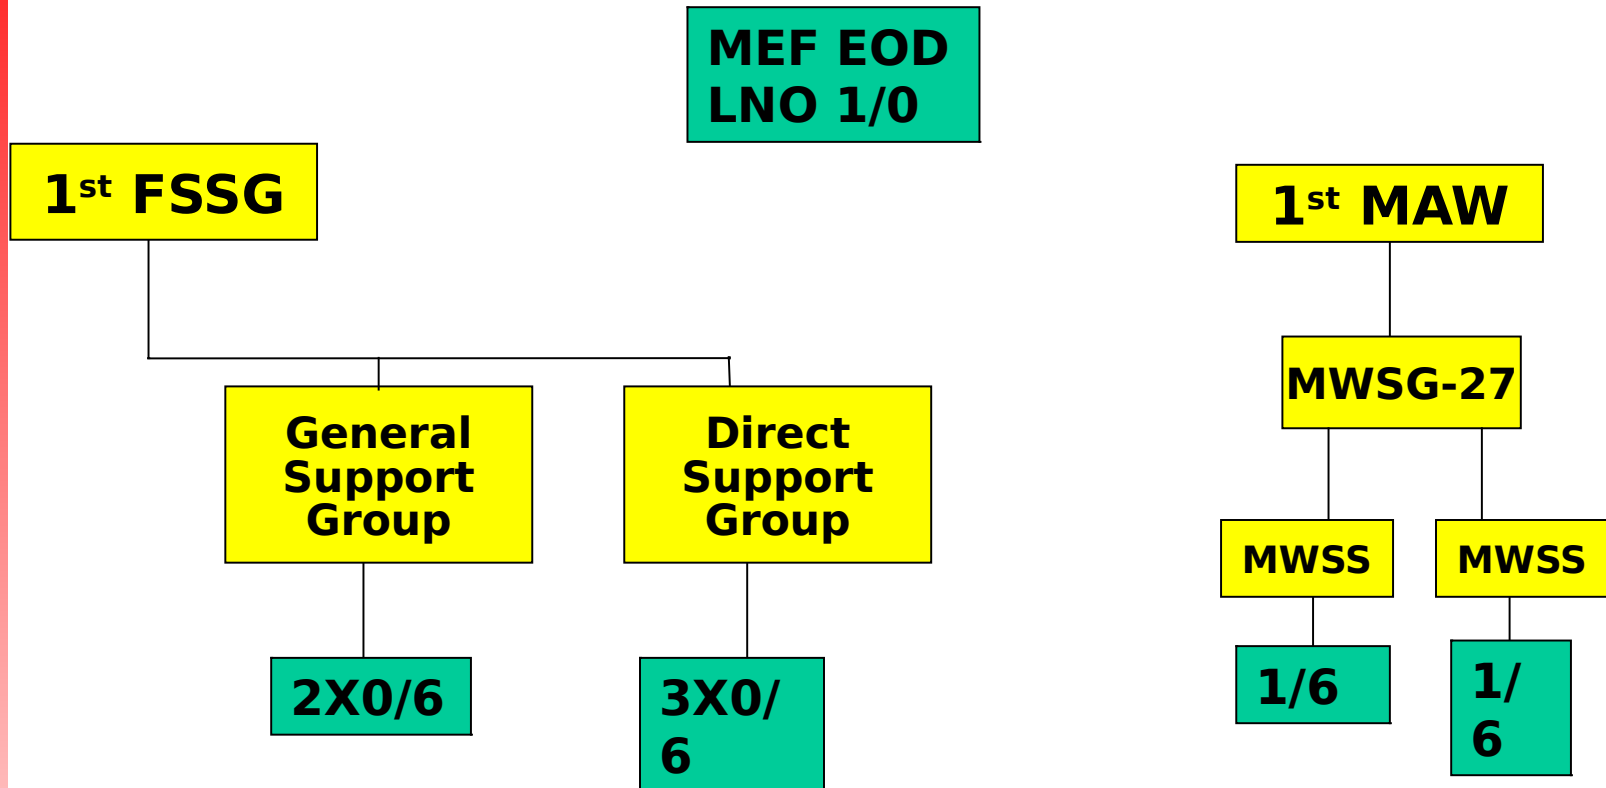 MEF EOD
LNO 1/0
1st FSSG
1st MAW
MWSG-27
General
Support
Group
Direct
Support
Group
MWSS
MWSS
2X0/6
3X0/
6
1/6
1/
6